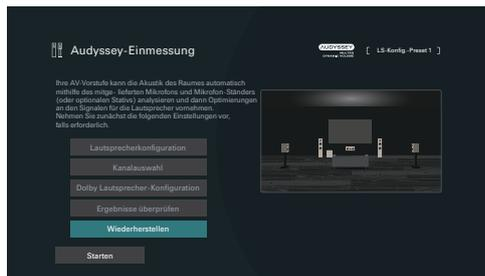 Audyssey-Einmessung
AUDYSSEY
[ LS-Konfig.-Preset 1 ]
Ihre AV-Vorstufe kann die Akustik des Raumes automatisch
mithilfe des mitge- lieferten Mikrofons und Mikrofon-Ständers
(oder optionalen Stativs) analysieren und dann Optimierungen
an den Signalen für die Lautsprecher vornehmen.
Nehmen Sie zunächst die folgenden Einstellungen vor,
falls erforderlich.
Lautsprecherkonfiguration
Kanalauswahl
Dolby Lautsprecher-Konfiguration
Ergebnisse überprüfen
Wiederherstellen
Starten